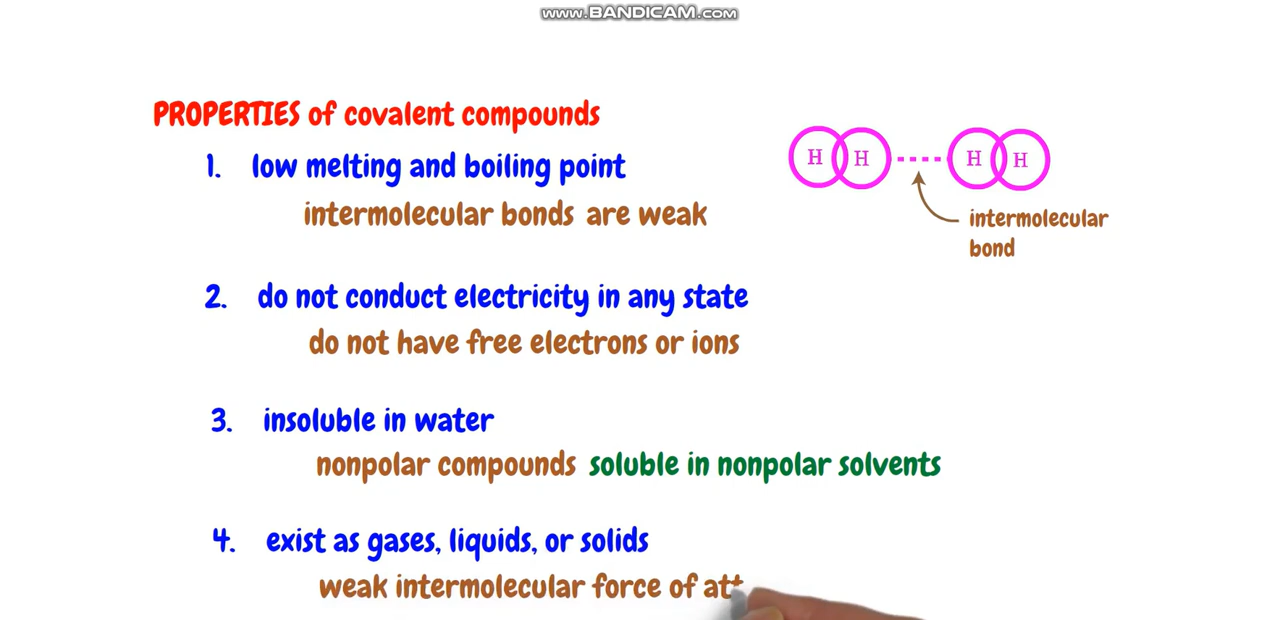 www.BANDICAM.com
PROPERTIES of covalent compounds
1. low melting and boiling point
intermolecular bonds are weak
H H H H
intermolecular
bond
2. do not conduct electricity in any state
do not have free electrons or ions
3. insoluble in water
nonpolar compounds soluble in nonpolar solvents
4. exist as gases, liquids, or solids
weak intermolecular force of att